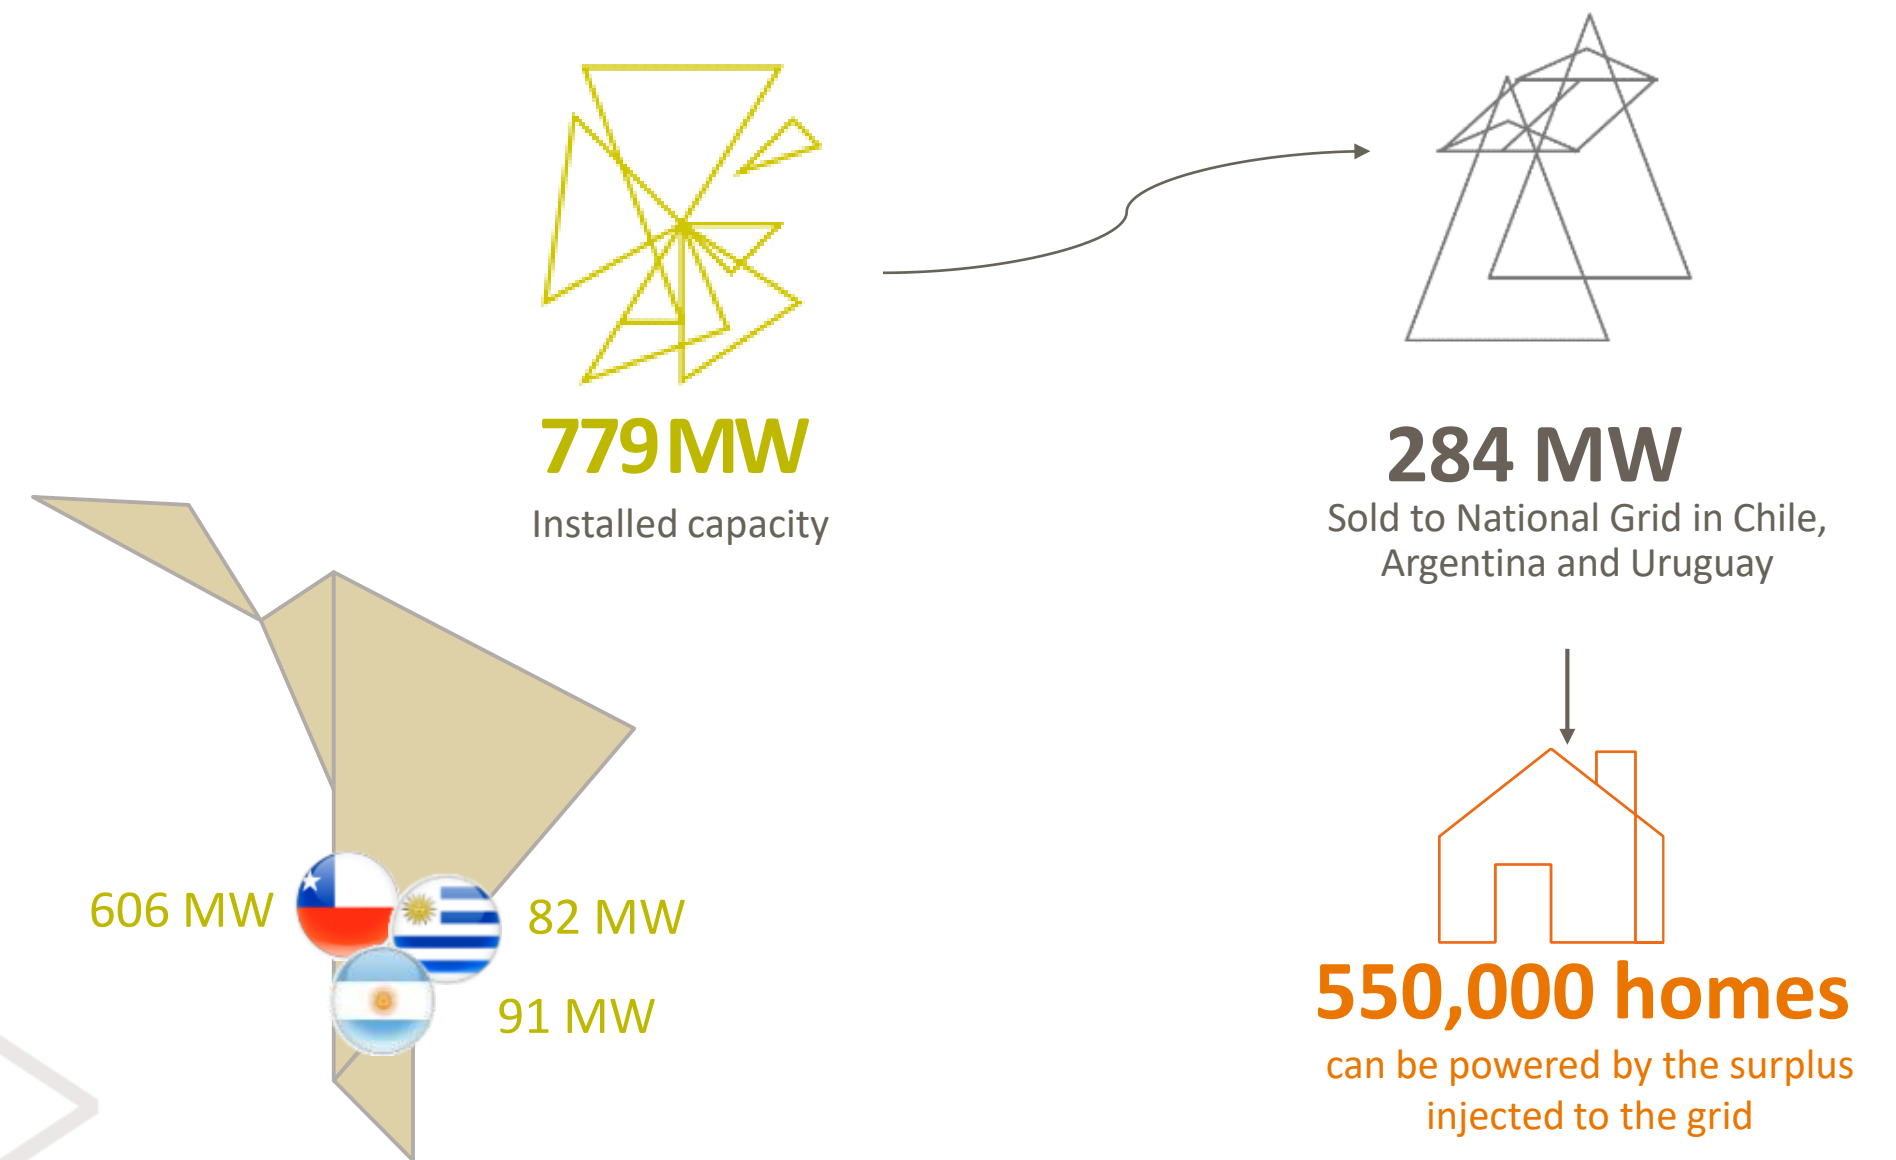 779 MW
Installed capacity
284 MW
Sold to National Grid in Chile,
Argentina and Uruguay
606 MW
82 MW
91 MW
550,000 homes
can be powered by the surplus
injected to the grid